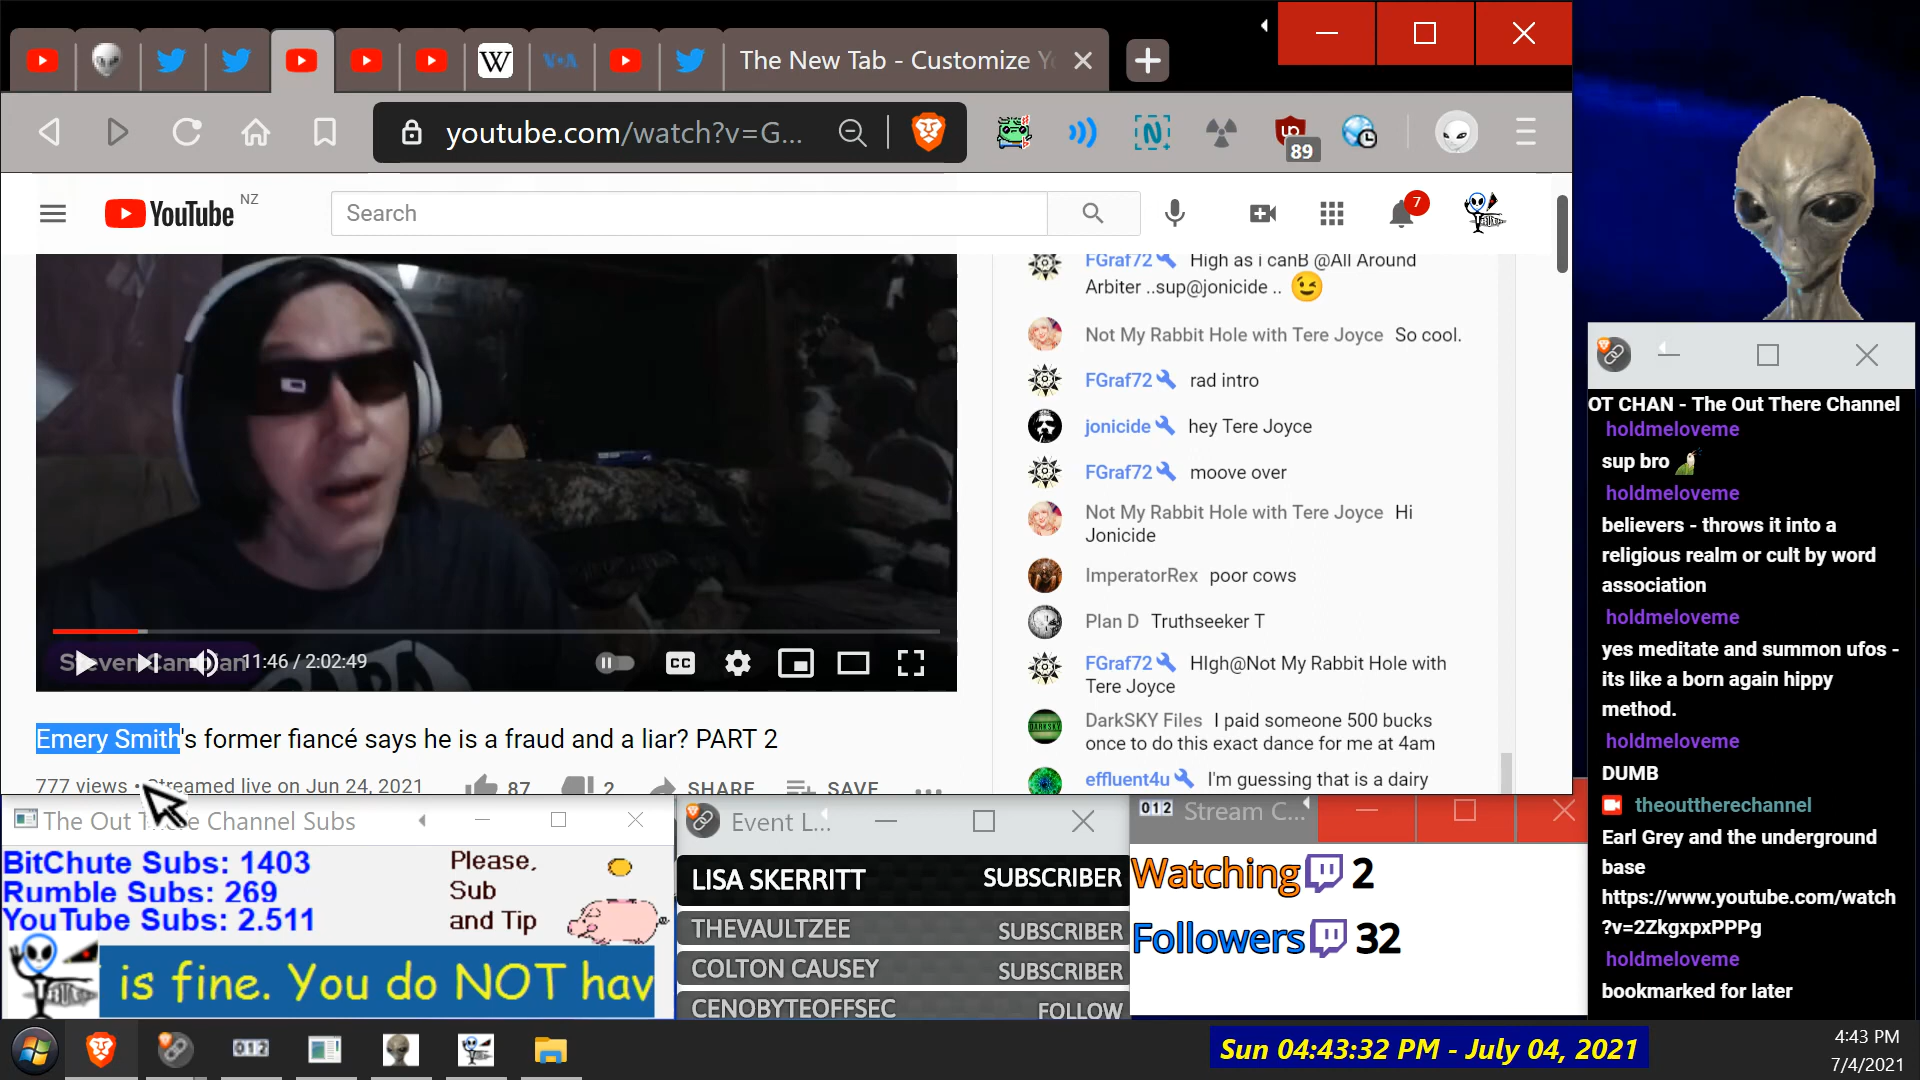 The New Tab - Customize Y
youtube.com/watch?v=G...
89
YouTube NZ
Search
7
FGraf72 High as i canB @All Around
Arbiter ..sup@jonicide ..
Not My Rabbit Hole with Tere Joyce So cool.
FGraf72 rad intro
jonicide hey Tere Joyce
FGraf72 moove over
Not My Rabbit Hole with Tere Joyce Hi
Jonicide
ImperatorRex poor cows
Plan D Truthseeker T
FGraf72 HIgh@Not My Rabbit Hole with
Tere Joyce
DarkSKY Files I paid someone 500 bucks
once to do this exact dance for me at 4am
effluent4u I'm guessing that is a dairy
11:46 / 2:02:49
CC
Emery Smith's former fiancé says he is a fraud and a liar? PART 2
777 views • Streamed live on Jun 24, 2021
87
2
SHARE
SAVE
OT CHAN - The Out There Channel
holdmeloveme
sup bro
holdmeloveme
believers - throws it into a
religious realm or cult by word
association
holdmeloveme
yes meditate and summon ufos -
its like a born again hippy
method.
holdmeloveme
DUMB
theouttherechannel
Earl Grey and the underground
base
https://www.youtube.com/watch
?v=2ZkgxpxPPPg
holdmeloveme
bookmarked for later
The Out There Channel Subs
BitChute Subs: 1403
Rumble Subs: 269
YouTube Subs: 2.511
Please,
Sub
and Tip
is fine. You do NOT hav
Event L...
LISA SKERRITT SUBSCRIBER
THEVAULTZEE SUBSCRIBER
COLTON CAUSEY SUBSCRIBER
CENOBYTEOFFSEC FOLLOW
012 Stream C...
Watching 2
Followers 32
012
Sun 04:43:32 PM - July 04, 2021
4:43 PM
7/4/2021